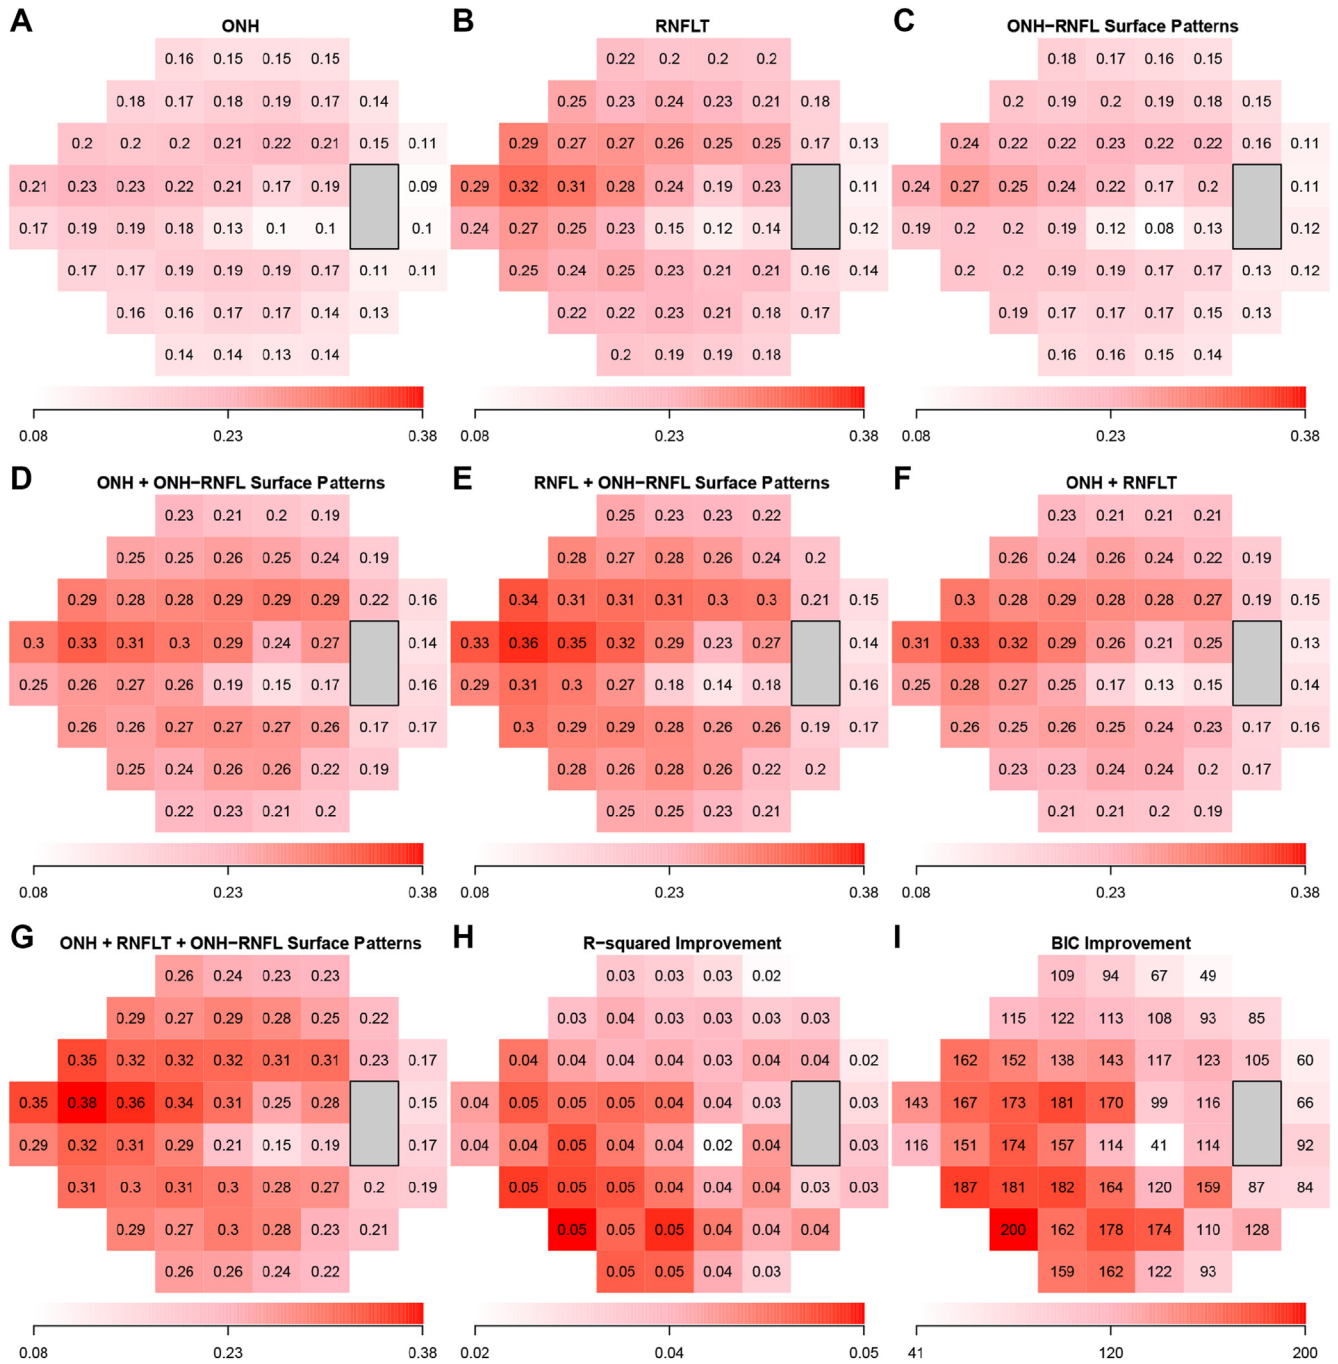 A ONH
0.16 0.15 0.15 0.15
0.18 0.17 0.18 0.19 0.17 0.14
0.2 0.2 0.2 0.21 0.22 0.21 0.15 0.11
0.21 0.23 0.23 0.22 0.21 0.17 0.19 0.09
0.17 0.19 0.19 0.18 0.13 0.1 0.1 0.1
0.17 0.17 0.19 0.19 0.19 0.17 0.11 0.11
0.16 0.16 0.17 0.17 0.14 0.13
0.14 0.14 0.13 0.14
0.08 0.23 0.38
B RNFLT
0.22 0.2 0.2 0.2
0.25 0.23 0.24 0.23 0.21 0.18
0.29 0.27 0.27 0.26 0.25 0.25 0.17 0.13
0.29 0.32 0.31 0.28 0.24 0.19 0.23 0.11
0.24 0.27 0.25 0.23 0.15 0.12 0.14 0.12
0.25 0.24 0.25 0.23 0.21 0.21 0.16 0.14
0.22 0.22 0.23 0.21 0.18 0.17
0.2 0.19 0.19 0.18
0.08 0.23 0.38
C ONH−RNFL Surface Patterns
0.18 0.17 0.16 0.15
0.2 0.19 0.2 0.19 0.18 0.15
0.24 0.22 0.22 0.23 0.22 0.22 0.16 0.11
0.24 0.27 0.25 0.24 0.22 0.17 0.2 0.11
0.19 0.2 0.2 0.19 0.12 0.08 0.13 0.12
0.2 0.2 0.19 0.19 0.17 0.17 0.13 0.12
0.19 0.17 0.17 0.17 0.15 0.13
0.16 0.16 0.15 0.14
0.08 0.23 0.38
D ONH + ONH−RNFL Surface Patterns
0.23 0.21 0.2 0.19
0.25 0.25 0.26 0.25 0.24 0.19
0.29 0.28 0.28 0.29 0.29 0.29 0.22 0.16
0.3 0.33 0.31 0.3 0.29 0.24 0.27 0.14
0.25 0.26 0.27 0.26 0.19 0.15 0.17 0.16
0.26 0.26 0.27 0.27 0.27 0.26 0.17 0.17
0.25 0.24 0.26 0.26 0.22 0.19
0.22 0.23 0.21 0.2
0.08 0.23 0.38
E RNFL + ONH−RNFL Surface Patterns
0.25 0.23 0.23 0.22
0.28 0.27 0.28 0.26 0.24 0.2
0.34 0.31 0.31 0.31 0.3 0.3 0.21 0.15
0.33 0.36 0.35 0.32 0.29 0.23 0.27 0.14
0.29 0.31 0.3 0.27 0.18 0.14 0.18 0.16
0.3 0.29 0.29 0.28 0.26 0.26 0.19 0.17
0.28 0.26 0.28 0.26 0.22 0.2
0.25 0.25 0.23 0.21
0.08 0.23 0.38
F ONH + RNFLT
0.23 0.21 0.21 0.21
0.26 0.24 0.26 0.24 0.22 0.19
0.3 0.28 0.29 0.28 0.28 0.27 0.19 0.15
0.31 0.33 0.32 0.29 0.26 0.21 0.25 0.13
0.25 0.28 0.27 0.25 0.17 0.13 0.15 0.14
0.26 0.25 0.26 0.25 0.24 0.23 0.17 0.16
0.23 0.23 0.24 0.24 0.2 0.17
0.21 0.21 0.2 0.19
0.08 0.23 0.38
G ONH + RNFLT + ONH−RNFL Surface Patterns
0.26 0.24 0.23 0.23
0.29 0.27 0.29 0.28 0.25 0.22
0.35 0.32 0.32 0.32 0.31 0.31 0.23 0.17
0.35 0.38 0.36 0.34 0.31 0.25 0.28 0.15
0.29 0.32 0.31 0.29 0.21 0.15 0.19 0.17
0.31 0.3 0.31 0.3 0.28 0.27 0.2 0.19
0.29 0.27 0.3 0.28 0.23 0.21
0.26 0.26 0.24 0.22
0.08 0.23 0.38
H R−squared Improvement
0.03 0.03 0.03 0.02
0.03 0.04 0.03 0.03 0.03 0.03
0.04 0.04 0.04 0.04 0.03 0.04 0.04 0.02
0.04 0.05 0.05 0.05 0.04 0.04 0.03 0.03
0.04 0.04 0.05 0.04 0.04 0.02 0.04 0.03
0.05 0.05 0.05 0.04 0.04 0.04 0.03 0.03
0.05 0.05 0.05 0.04 0.04 0.04
0.05 0.05 0.04 0.03
0.02 0.04 0.05
I BIC Improvement
109 94 67 49
115 122 113 108 93 85
162 152 138 143 117 123 105 60
143 167 173 181 170 99 116 66
116 151 174 157 114 41 114 92
187 181 182 164 120 159 87 84
200 162 178 174 110 128
159 162 122 93
41 120 200